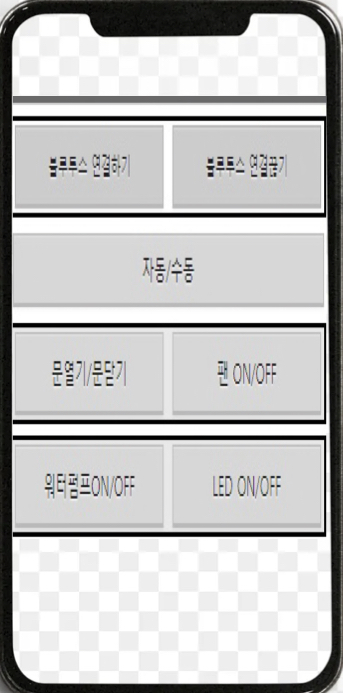 블루투스 연결하기
블루투스 연결끊기
자동/수동
문열기/문닫기
팬 ON/OFF
워터펌프ON/OFF
LED ON/OFF